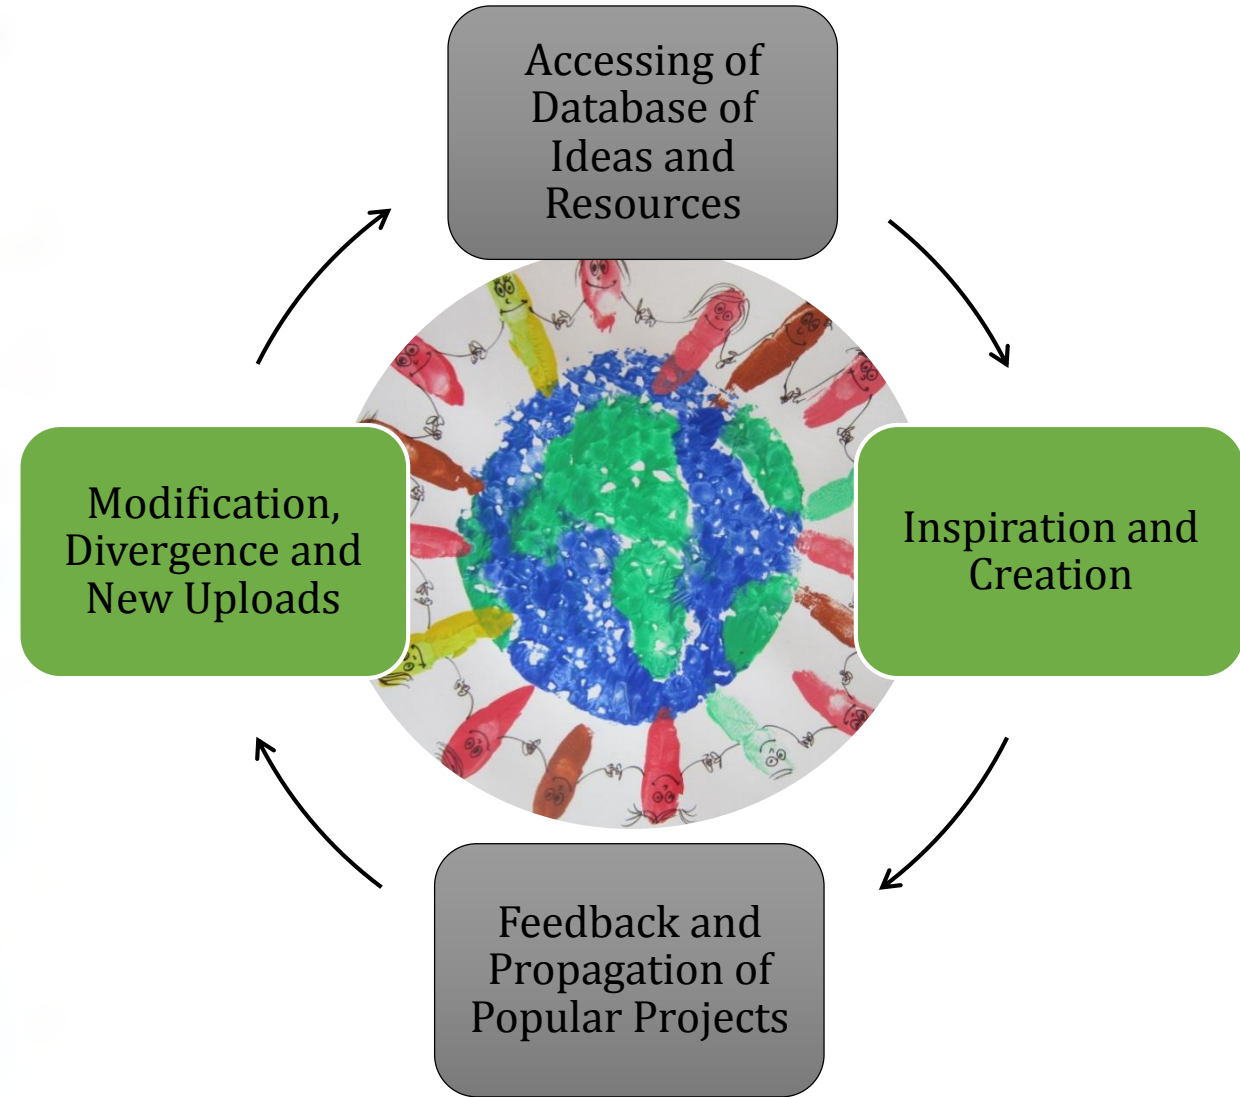 Accessing of
Database of
Ideas and
Resources
Inspiration and
Creation
Feedback and
Propagation of
Popular Projects
Modification,
Divergence and
New Uploads